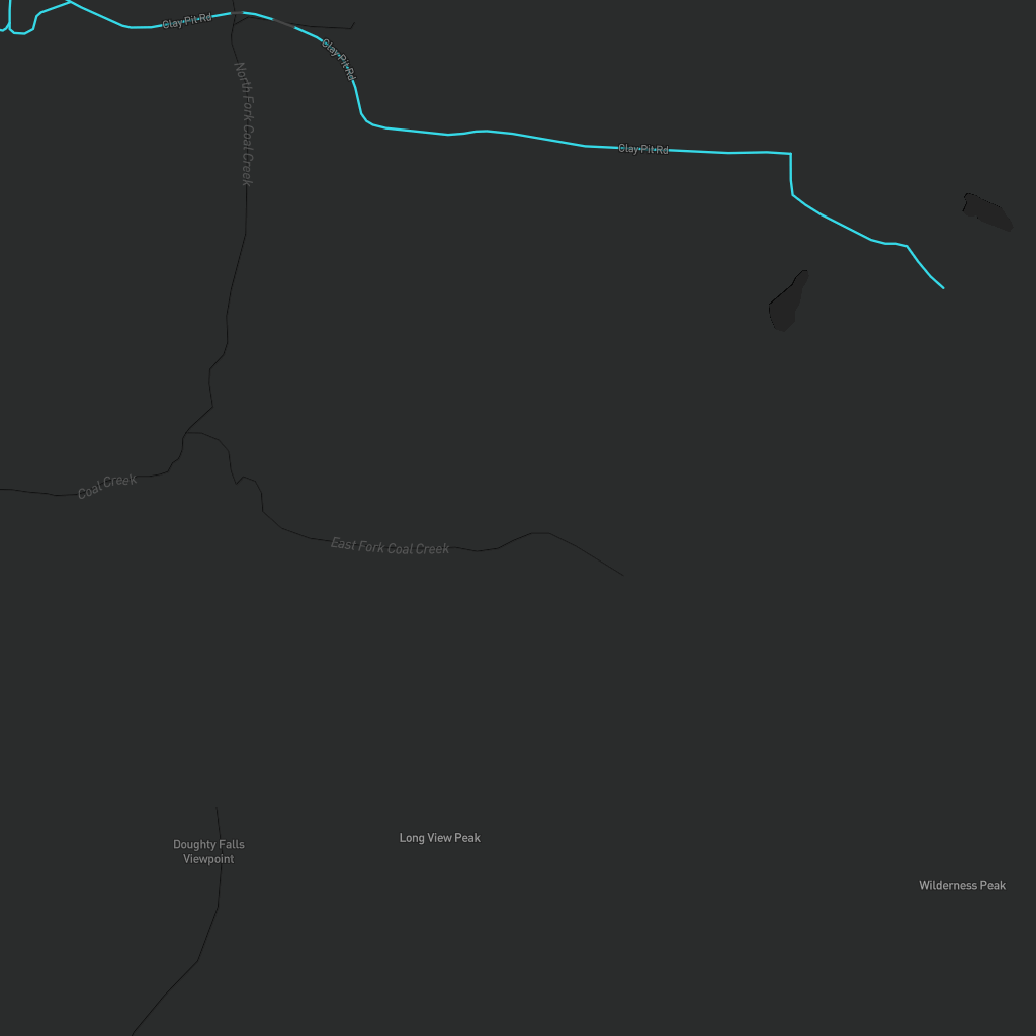 Clay Pit Rd
Clay Pit Rd
North Fork Coal Creek
Clay Pit Rd
Coal Creek
East Fork Coal Creek
Long View Peak
Doughty Falls
Viewpoint
Wilderness Peak